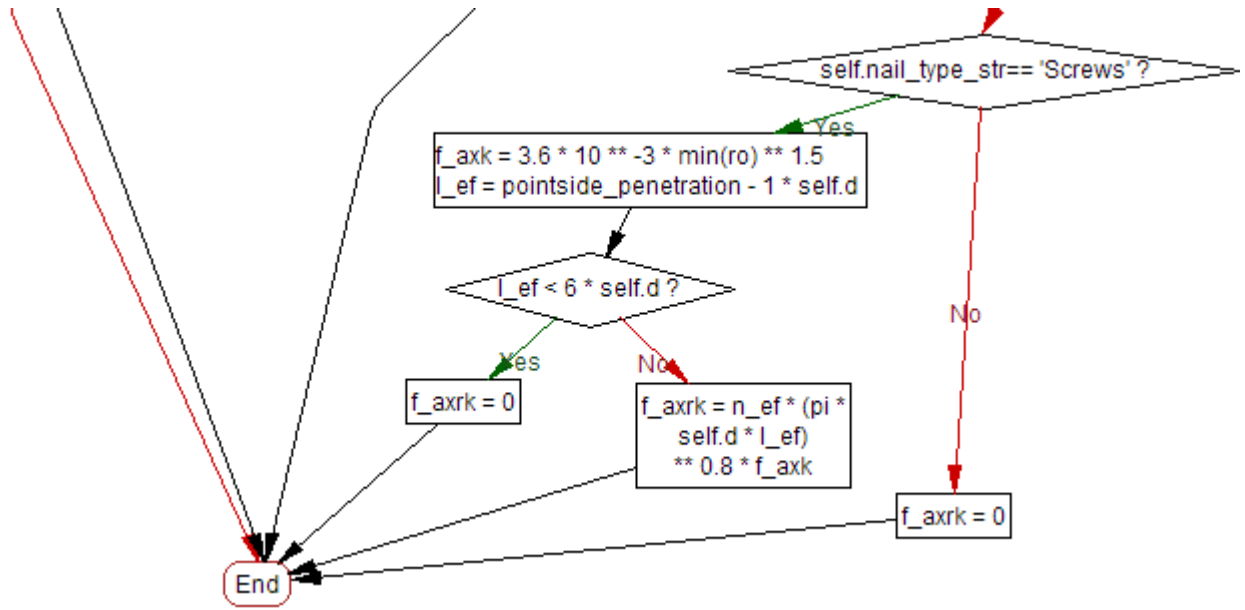 self.nail_type_str== 'Screws' ?
Yes
f_axk = 3.6 * 10 ** -3 * min(ro) ** 1.5
l_ef = pointside_penetration - 1 * self.d
l_ef < 6 * self.d ?
No
Yes
No
f_axrk = 0
f_axrk = n_ef * (pi *
self.d * l_ef)
** 0.8 * f_axk
f_axrk = 0
End